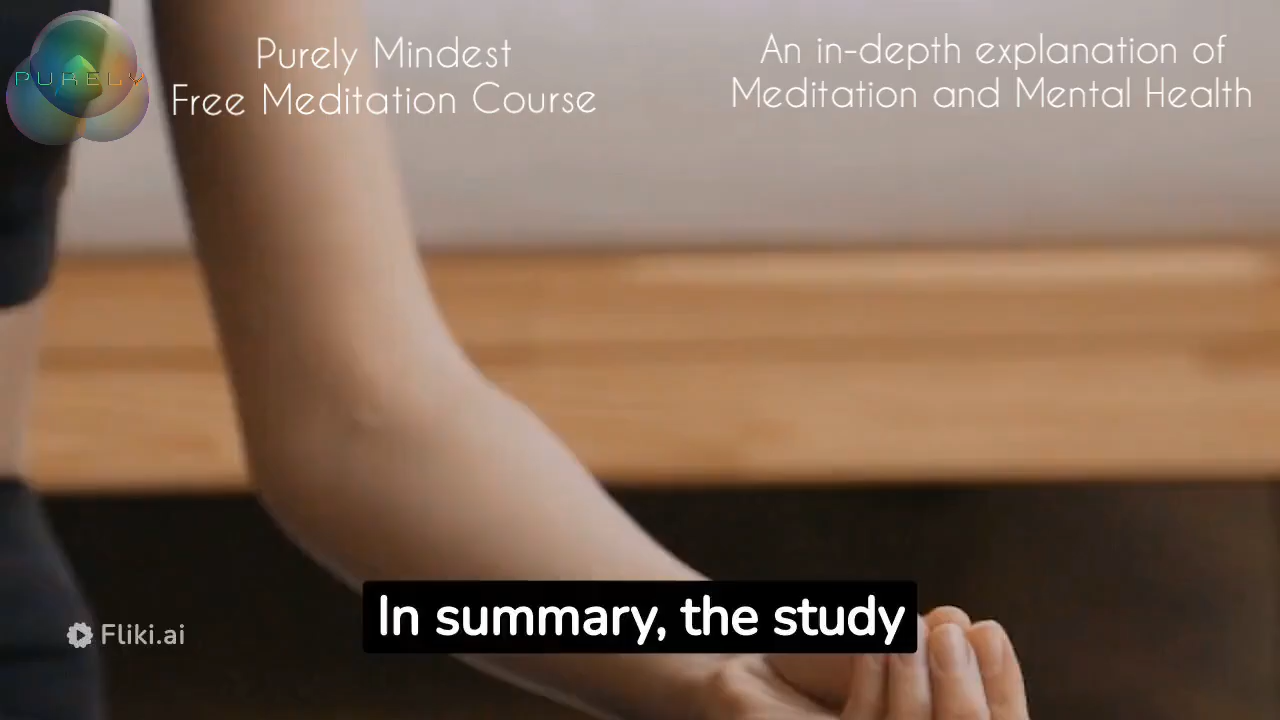 PURELY
Purely Mindest
Free Meditation Course
An in-depth explanation of
Meditation and Mental Health
In summary, the study
Fliki.ai